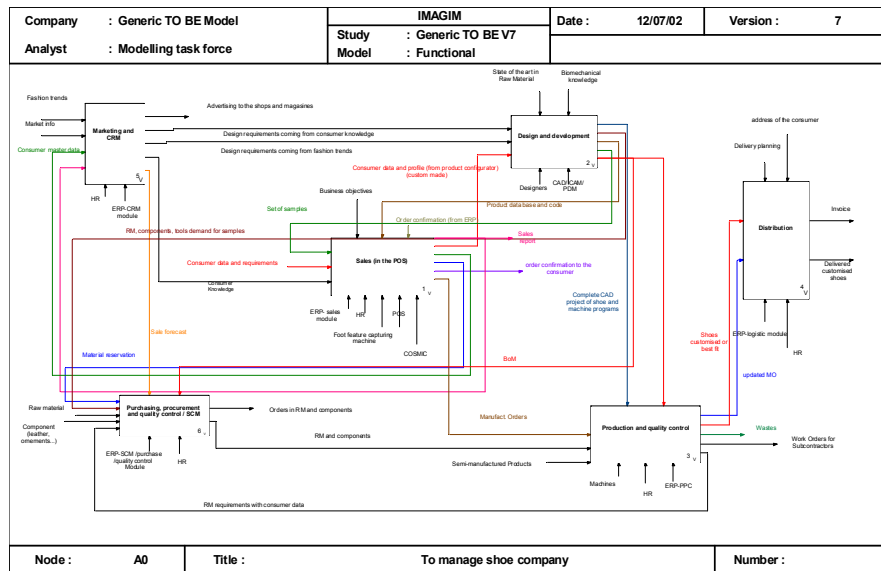 Company : Generic TO BE Model
Analyst : Modelling task force
IMAGIM
Study : Generic TO BE V7
Model : Functional
Date : 12/07/02
Version : 7
State of the art in
Raw Material
Biomechanical
knowledge
Fashion trends
Market info
Consumer master data
Marketing and
CRM
5
V
HR
ERP-CRM
module
Advertising to the shops and magasines
Design requirements coming from consumer knowledge
Design requirements coming from fashion trends
Design and development
2
V
Designers
CAD/CAM/
PDM
Consumer data and profile (from product configurator)
(custom made)
address of the consumer
Delivery planning
Distribution
4
V
Invoice
Delivered
customised
shoes
ERP-logistic module
HR
Business objectives
Product data base and code
Set of samples
Order confirmation (from ERP)
RM, components, tools demand for samples
Sales
report
Sales (in the POS)
1
V
Consumer data and requirements
order confirmation to the
consumer
Consumer
Knowledge
ERP- sales
module
HR
POS
Foot feature capturing
machine
COSMIC
Complete CAD
project of shoe and
machine programs
Sale forecast
Material reservation
BoM
Shoes
customised or
best fit
updated MO
Raw material
Component
(leather,
ornements...)
Purchasing, procurement
and quality control / SCM
6
V
Orders in RM and components
RM and components
ERP-SCM /purchase
/quality control
Module
HR
Manufact. Orders
Production and quality control
3
V
Wastes
Work Orders for
Subcontractors
Semi-manufactured Products
Machines
HR
ERP-PPC
RM requirements with consumer data
Node : A0
Title : To manage shoe company
Number :